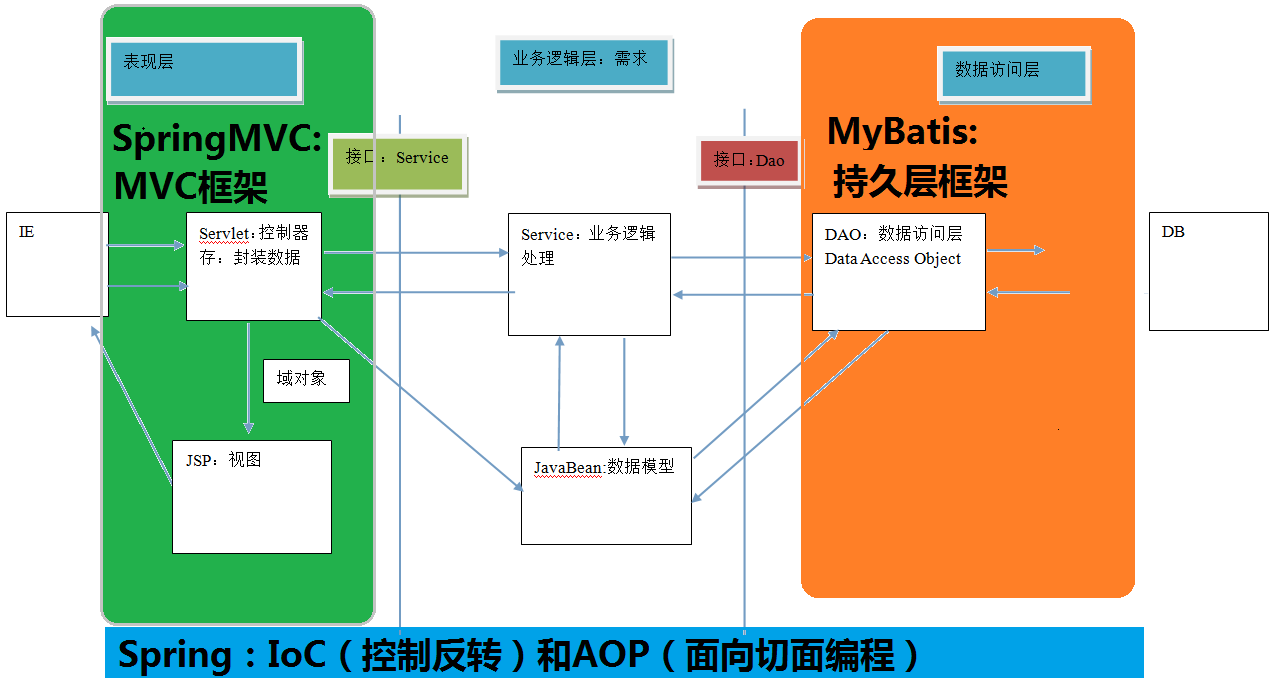 表现层
业务逻辑层：需求
数据访问层
SpringMVC:
MVC框架
接口：Service
接口:Dao
MyBatis:
持久层框架
IE
Servlet:控制器
存：封装数据
Service：业务逻辑
处理
DAO：数据访问层
Data Access Object
DB
域对象
JSP：视图
JavaBean:数据模型
Spring：IoC（控制反转）和AOP（面向切面编程）